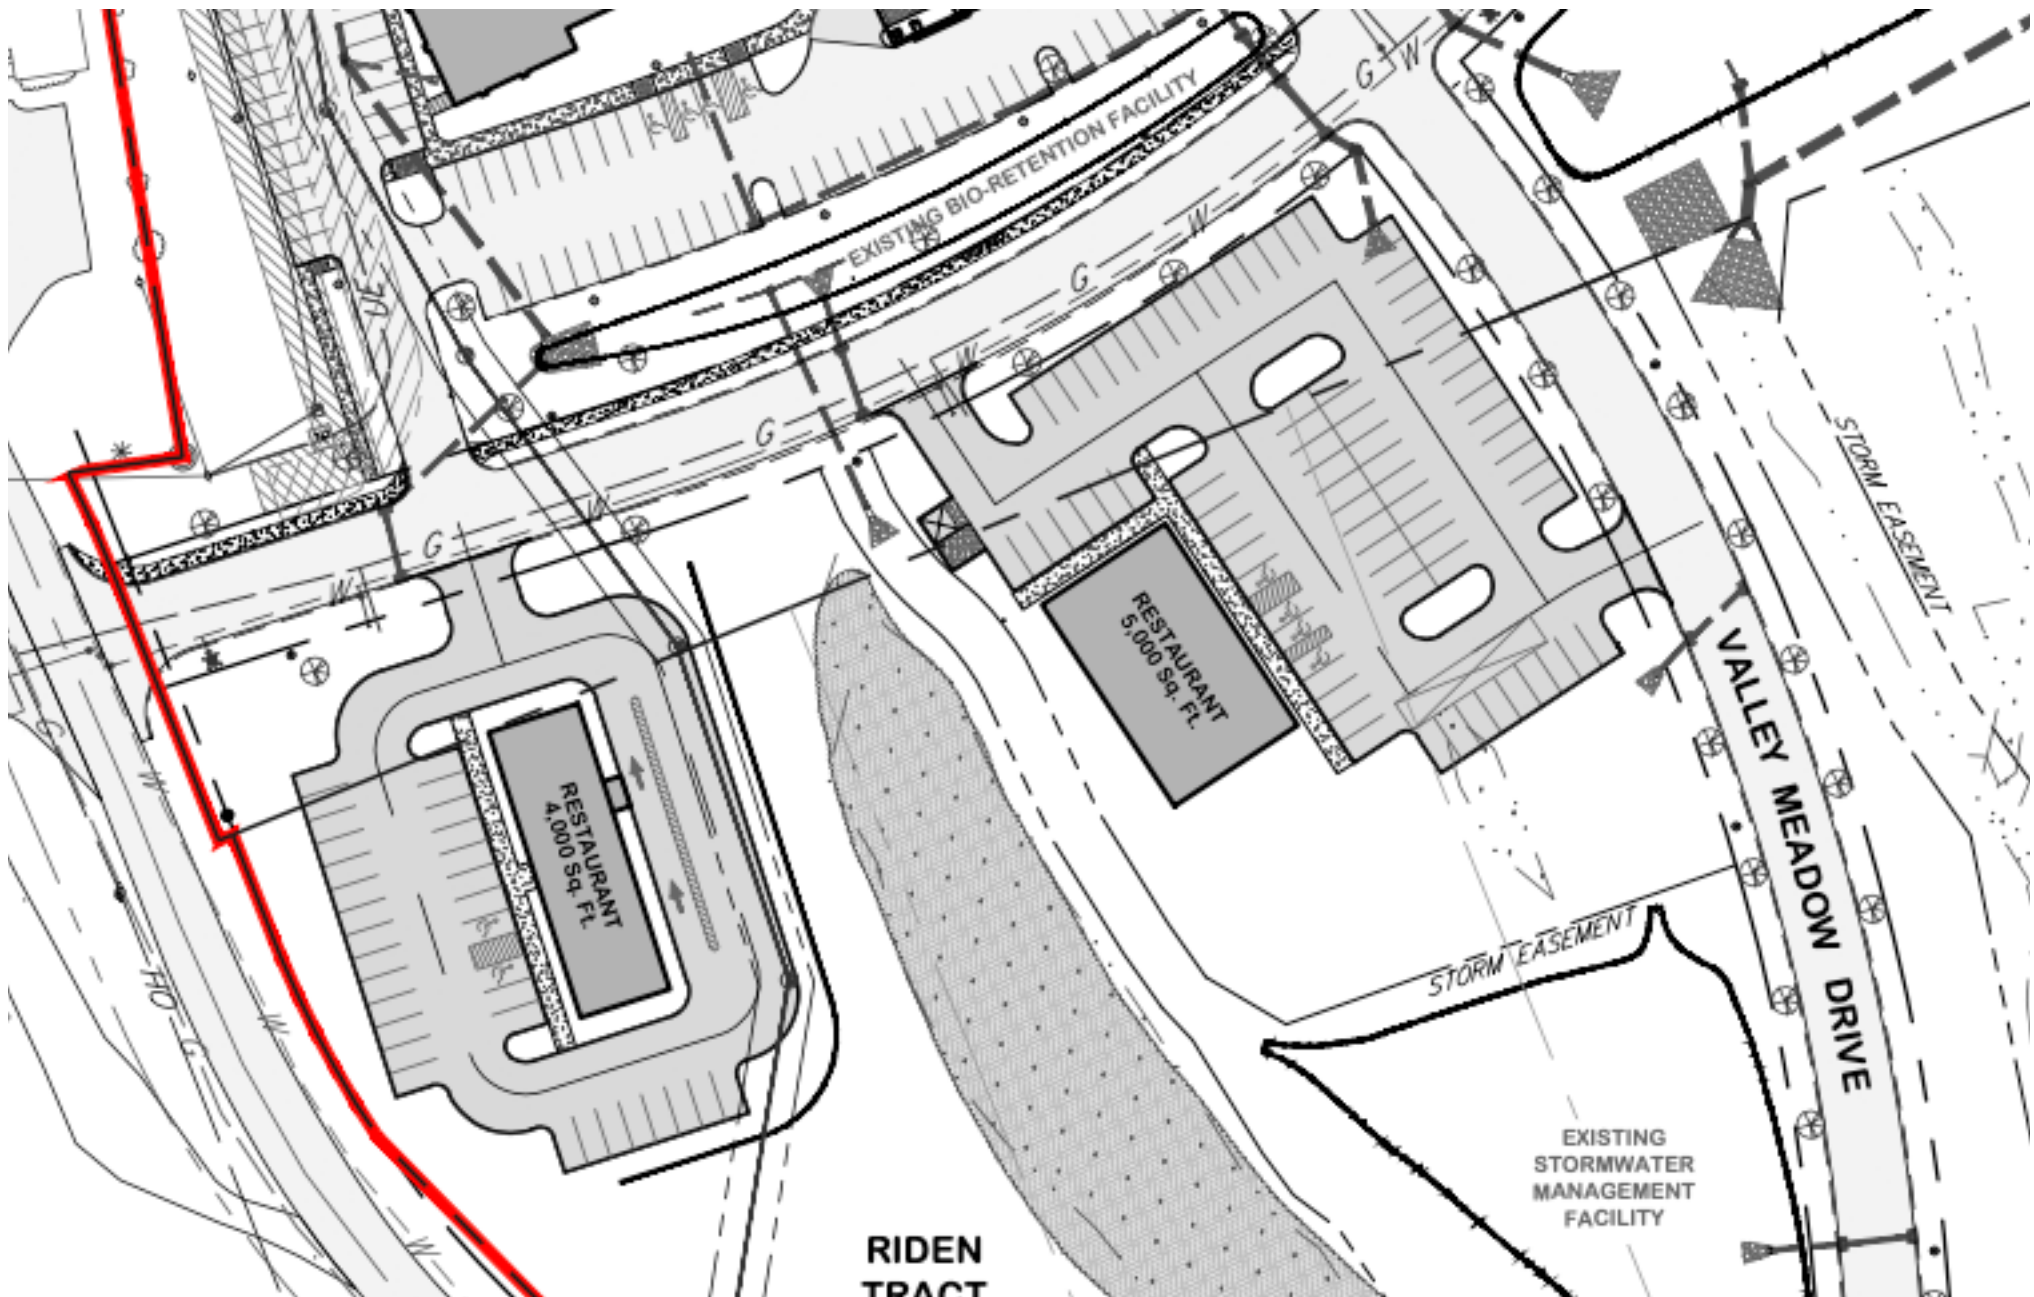 EXISTING BIO-RETENTION FACILITY
G
W
G
W
G
W
G
W
G
W
STORM EASEMENT
RESTAURANT
5,000 Sq. Ft.
VALLEY MEADOW DRIVE
G
W
RESTAURANT
4,000 Sq. Ft.
STORM EASEMENT
G
W
W
EXISTING
STORMWATER
MANAGEMENT
FACILITY
RIDEN
TRACT